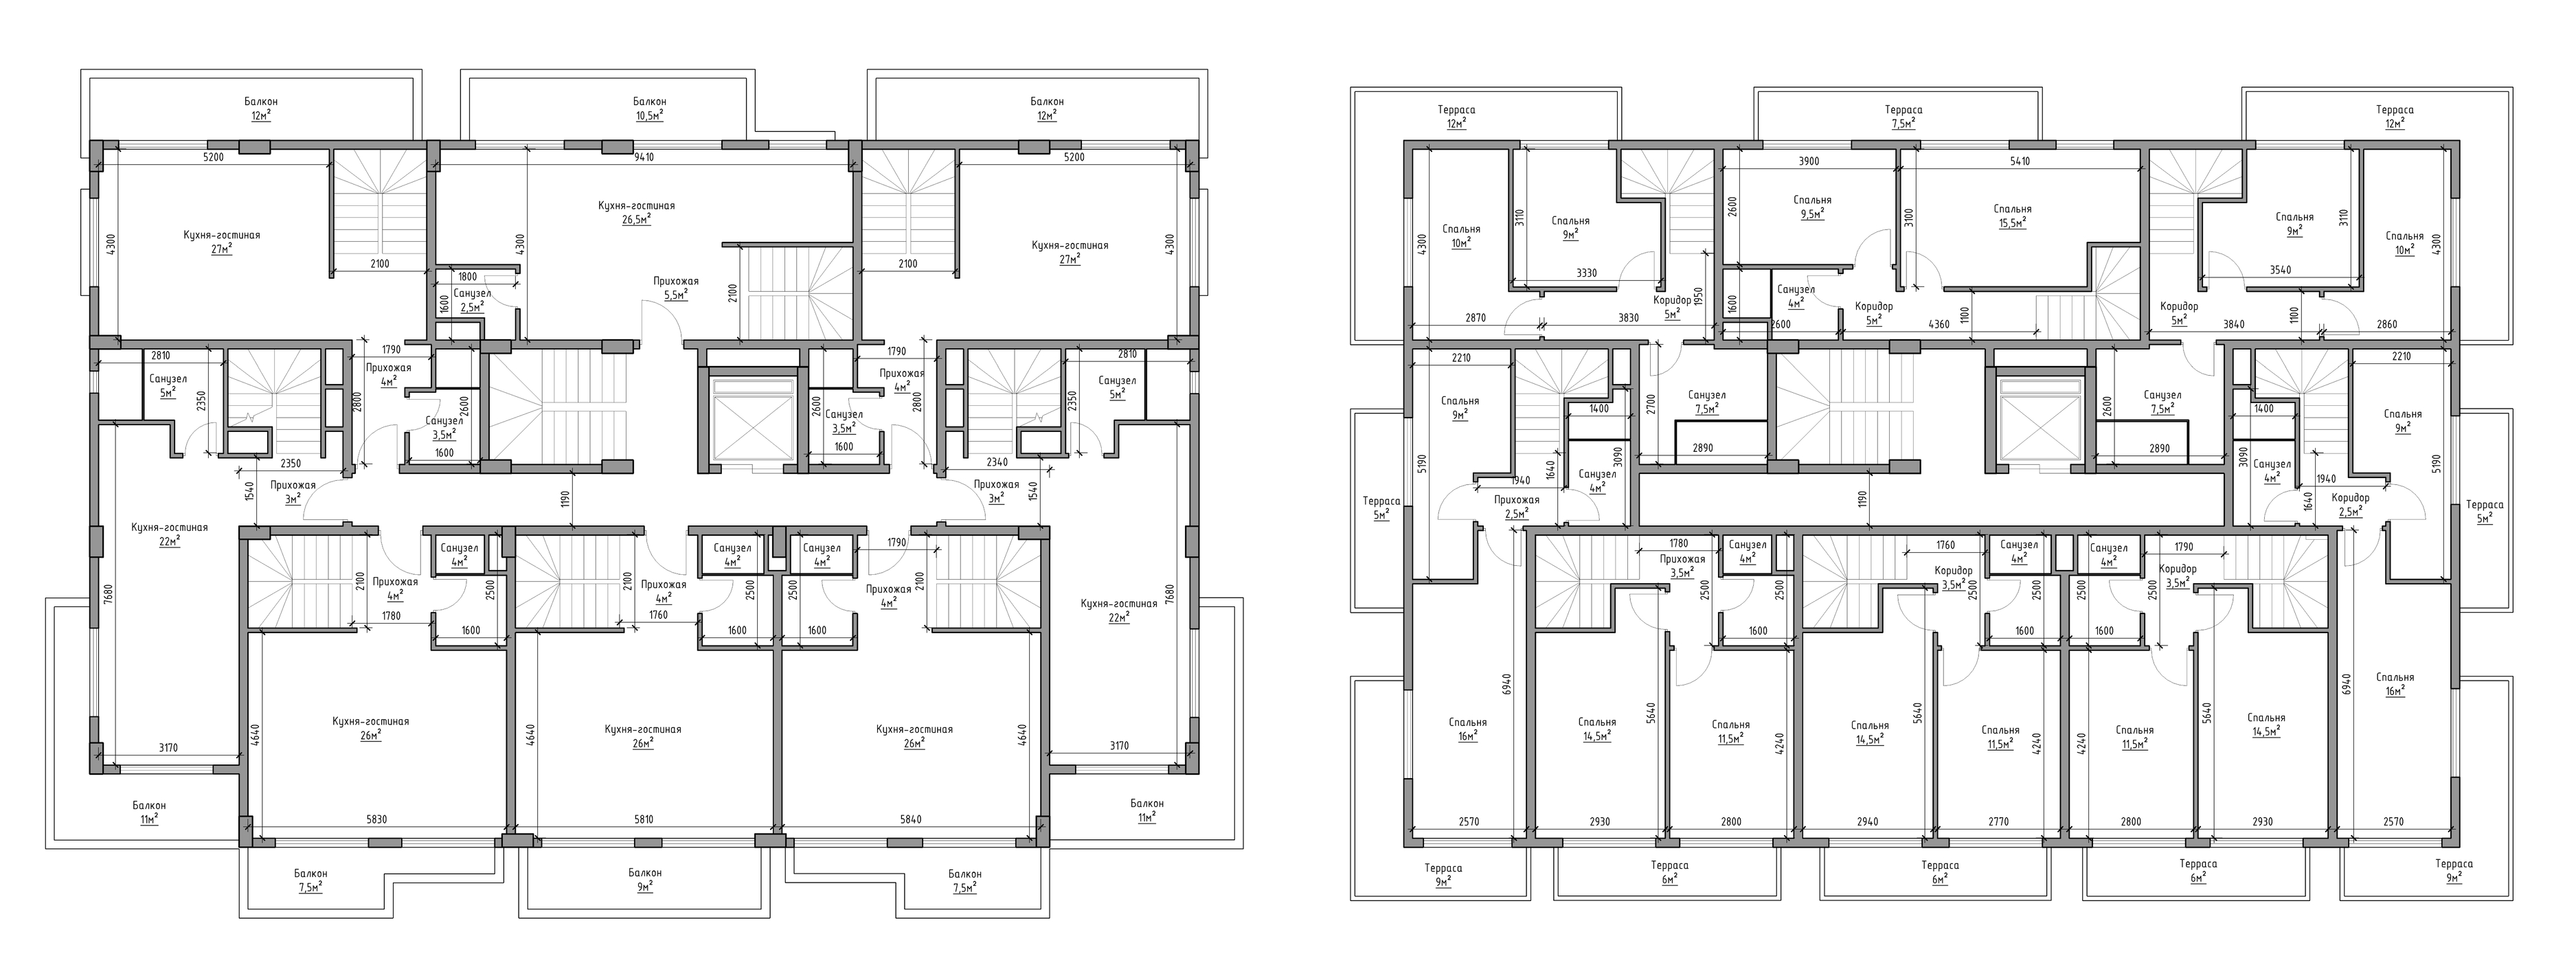 Балкон
12м²
Балкон
10,5м²
Балкон
12м²
5200
9410
5200
4300
Кухня-гостиная
27м²
2100
4300
Кухня-гостиная
26,5м²
1800
Санузел
2,5м²
1600
Прихожая
5,5м²
2100
2100
Кухня-гостиная
27м²
4300
2810
Санузел
5м²
2350
1790
Прихожая
4м²
2800
2600
Санузел
3,5м²
1600
2600
Санузел
3,5м²
1600
1790
Прихожая
4м²
2800
2810
Санузел
5м²
2350
2350
Прихожая
3м²
1540
1190
2340
Прихожая
3м²
1540
Кухня-гостиная
22м²
7680
3170
2100
Прихожая
4м²
1780
Санузел
4м²
2500
1600
2100
Прихожая
4м²
1760
Санузел
4м²
2500
1600
Санузел
4м²
2500
1600
1790
Прихожая
4м²
2100
Кухня-гостиная
22м²
7680
3170
4640
Кухня-гостиная
26м²
5830
4640
Кухня-гостиная
26м²
5810
Кухня-гостиная
26м²
4640
5840
Балкон
11м²
Балкон
7,5м²
Балкон
9м²
Балкон
7,5м²
Балкон
11м²
Терраса
12м²
Терраса
7,5м²
Терраса
12м²
4300
Спальня
10м²
3110
Спальня
9м²
3330
2870
3830
Коридор
5м²
1950
3900
2600
Спальня
9,5м²
5410
3100
Спальня
15,5м²
1600
Санузел
4м²
2600
Коридор
5м²
4360
1100
Коридор
5м²
3840
1100
2860
Спальня
9м²
3110
3540
Спальня
10м²
4300
2210
Спальня
9м²
5190
1400
3090
Санузел
4м²
1640
1940
Прихожая
2,5м²
2700
Санузел
7,5м²
2890
2600
Санузел
7,5м²
2890
1190
1400
3090
Санузел
4м²
1640
1940
Коридор
2,5м²
2210
Спальня
9м²
5190
Терраса
5м²
Терраса
5м²
6940
Спальня
16м²
2570
1780
Прихожая
3,5м²
2500
Санузел
4м²
2500
1600
Спальня
14,5м²
5640
2930
Спальня
11,5м²
4240
2800
1760
Коридор
3,5м²
2500
Санузел
4м²
2500
1600
Спальня
14,5м²
5640
2940
Спальня
11,5м²
4240
2770
Санузел
4м²
2500
1600
1790
Коридор
3,5м²
2500
4240
Спальня
11,5м²
2800
5640
Спальня
14,5м²
2930
6940
Спальня
16м²
2570
Терраса
9м²
Терраса
6м²
Терраса
6м²
Терраса
6м²
Терраса
9м²